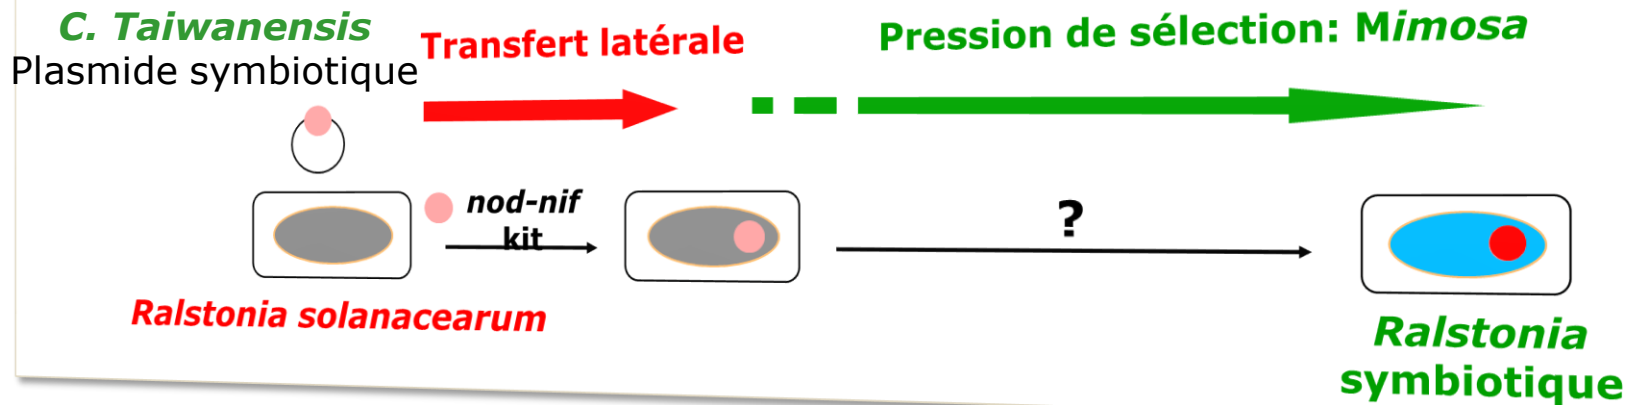 C. Taiwanensis
Plasmide symbiotique
Transfert latérale
Pression de sélection: Mimosa
nod-nif
kit
?
Ralstonia solanacearum
Ralstonia
symbiotique